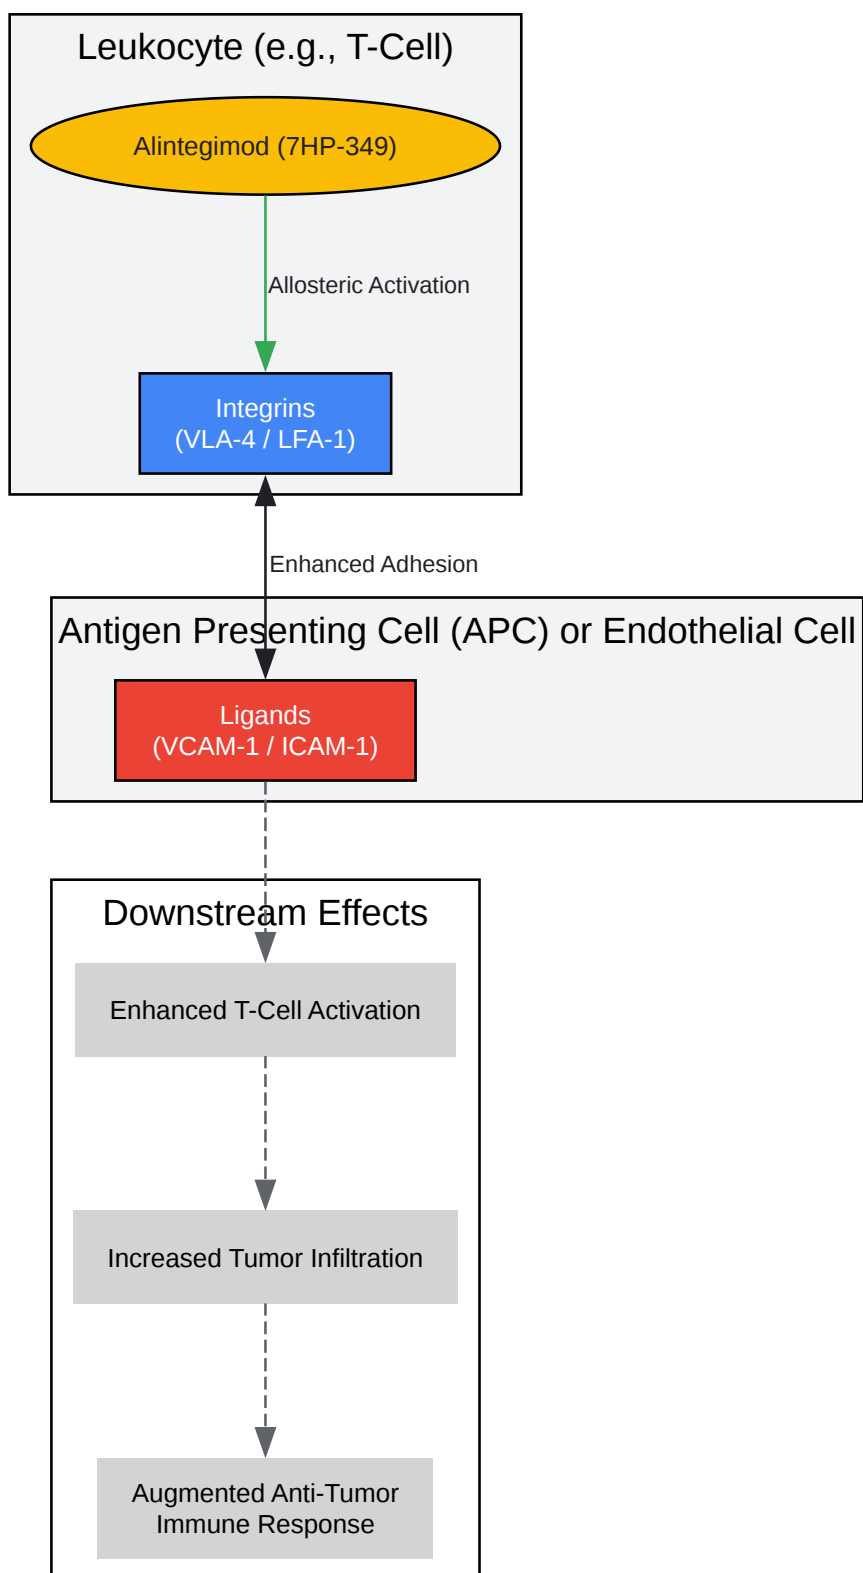 Leukocyte (e.g., T-Cell)
Alintegimod (7HP-349)
Allosteric Activation
Integrins
(VLA-4 / LFA-1)
Enhanced Adhesion
Antigen Presenting Cell (APC) or Endothelial Cell
Ligands
(VCAM-1 / ICAM-1)
Downstream Effects
Enhanced T-Cell Activation
Increased Tumor Infiltration
Augmented Anti-Tumor
Immune Response